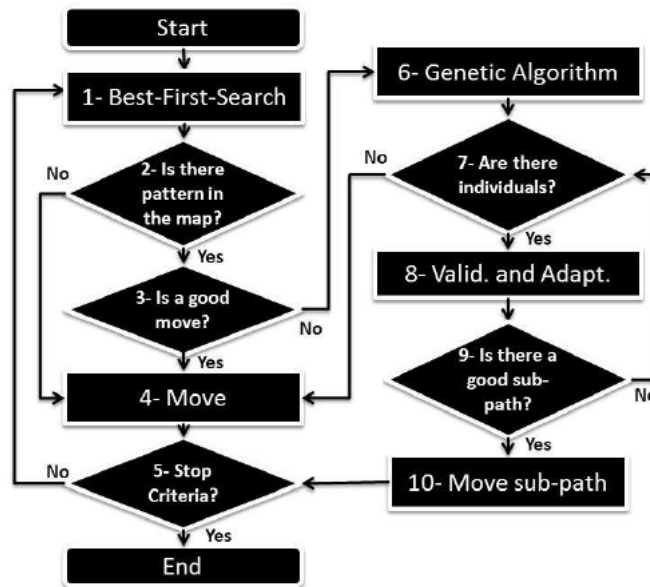 Start
1- Best-First-Search
No
2- Is there
pattern in
the map?
Yes
3- Is a good
move?
No
Yes
4- Move
No
5- Stop
Criteria?
Yes
End
6- Genetic Algorithm
No
7- Are there
individuals?
Yes
8- Valid. and Adapt.
9- Is there a
good sub-
path?
No
Yes
10- Move sub-path